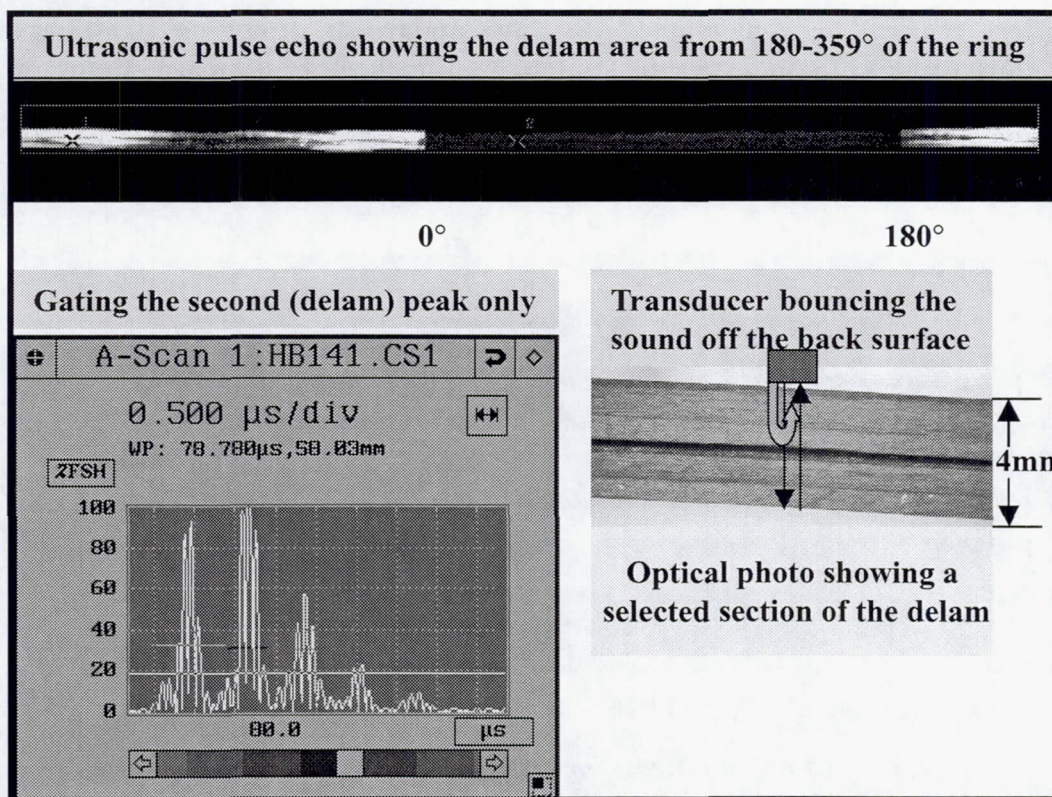 Ultrasonic pulse echo showing the delam area from 180-359° of the ring
1
2
0°
180°
Gating the second (delam) peak only
A-Scan 1:HB141.CS1
0.500 µs/div
WP: 78.780µs,58.03mm
%FSH
100
80
60
40
20
0
80.0
µs
Transducer bouncing the
sound off the back surface
4mm
Optical photo showing a
selected section of the delam